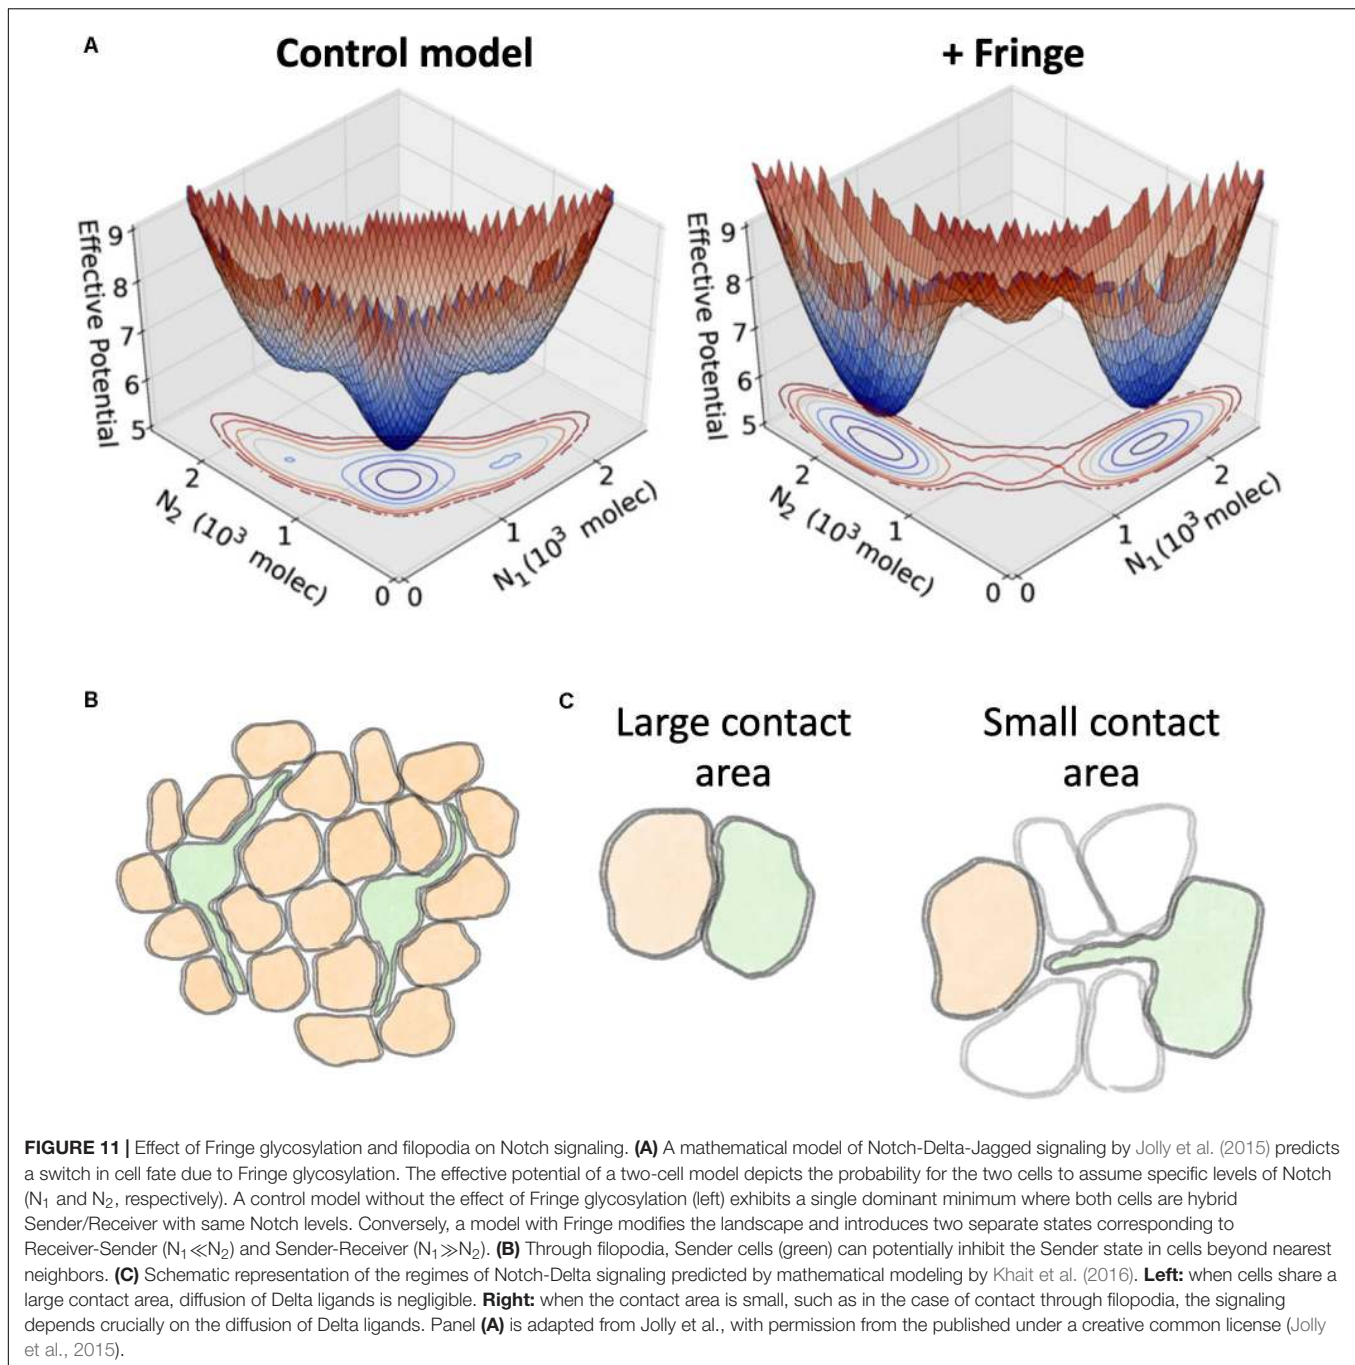 A
Control model
+ Fringe
Effective Potential
9
8
7
6
5
2
1
0
N₂ (10³ molec)
0
1
2
N₁(10³ molec)
Effective Potential
9
8
7
6
5
2
1
0
N₂ (10³ molec)
0
1
2
N₁(10³ molec)
B
C
Large contact
area
Small contact
area
FIGURE 11 | Effect of Fringe glycosylation and filopodia on Notch signaling. (A) A mathematical model of Notch-Delta-Jagged signaling by Jolly et al. (2015) predicts
a switch in cell fate due to Fringe glycosylation. The effective potential of a two-cell model depicts the probability for the two cells to assume specific levels of Notch
(N₁ and N₂, respectively). A control model without the effect of Fringe glycosylation (left) exhibits a single dominant minimum where both cells are hybrid
Sender/Receiver with same Notch levels. Conversely, a model with Fringe modifies the landscape and introduces two separate states corresponding to
Receiver-Sender (N₁≪N₂) and Sender-Receiver (N₁≫N₂). (B) Through filopodia, Sender cells (green) can potentially inhibit the Sender state in cells beyond nearest
neighbors. (C) Schematic representation of the regimes of Notch-Delta signaling predicted by mathematical modeling by Khait et al. (2016). Left: when cells share a
large contact area, diffusion of Delta ligands is negligible. Right: when the contact area is small, such as in the case of contact through filopodia, the signaling
depends crucially on the diffusion of Delta ligands. Panel (A) is adapted from Jolly et al., with permission from the published under a creative common license (Jolly
et al., 2015).